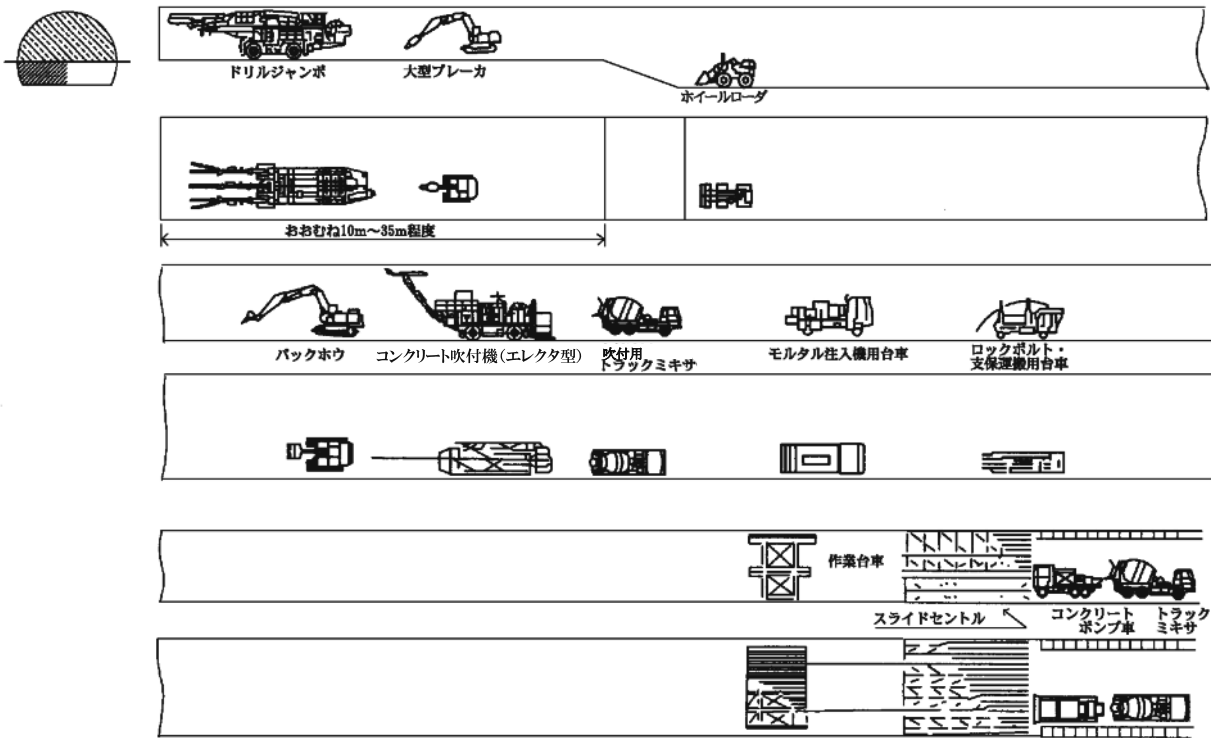 ドリルジャンボ
大型ブレーカ
ホイールローダ
おおむね10m〜35m程度
バックホウ
コンクリート吹付機(エレクタ型)
吹付用
トラックミキサ
モルタル注入機用台車
ロックボルト・
支保運搬用台車
作業台車
スライドセントル
コンクリート
ポンプ車
トラック
ミキサ